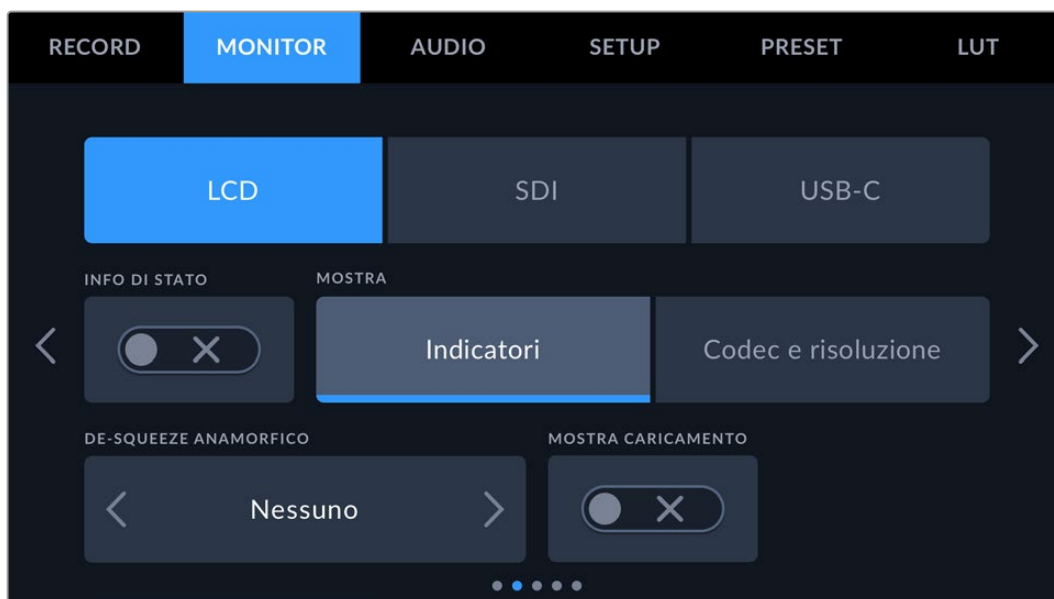 RECORD MONITOR AUDIO SETUP PRESET LUT
LCD SDI USB-C
INFO DI STATO MOSTRA
Indicatori Codec e risoluzione
DE-SQUEEZE ANAMORFICO MOSTRA CARICAMENTO
Nessuno